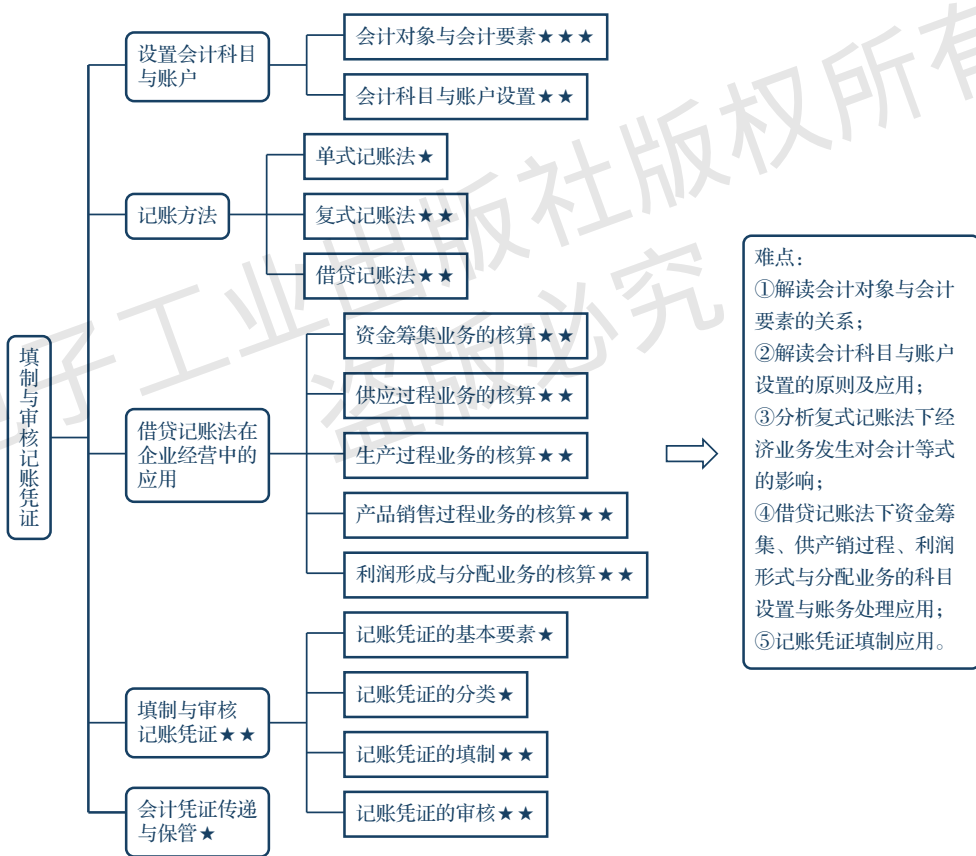 填制与审核记账凭证
设置会计科目
与账户
会计对象与会计要素★★★
会计科目与账户设置★★
记账方法
单式记账法★
复式记账法★★
借贷记账法★★
借贷记账法在
企业经营中的
应用
资金筹集业务的核算★★
供应过程业务的核算★★
生产过程业务的核算★★
产品销售过程业务的核算★★
利润形成与分配业务的核算★★
填制与审核
记账凭证★★
记账凭证的基本要素★
记账凭证的分类★
记账凭证的填制★★
记账凭证的审核★★
会计凭证传递
与保管★
难点：
①解读会计对象与会计
要素的关系；
②解读会计科目与账户
设置的原则及应用；
③分析复式记账法下经
济业务发生对会计等式
的影响；
④借贷记账法下资金筹
集、供产销过程、利润
形式与分配业务的科目
设置与账务处理应用；
⑤记账凭证填制应用。
子工业出版社版权所有
盗版必究